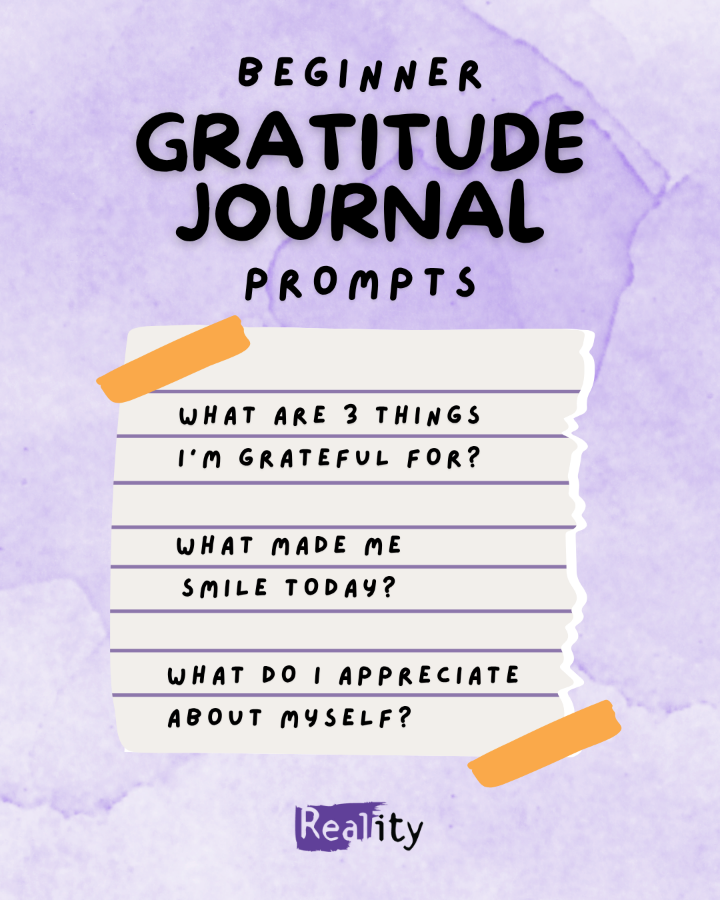 BEGINNER
GRATITUDE
JOURNAL
PROMPTS
WHAT ARE 3 THINGS
I'M GRATEFUL FOR?
WHAT MADE ME
SMILE TODAY?
WHAT DO I APPRECIATE
ABOUT MYSELF?
Reality